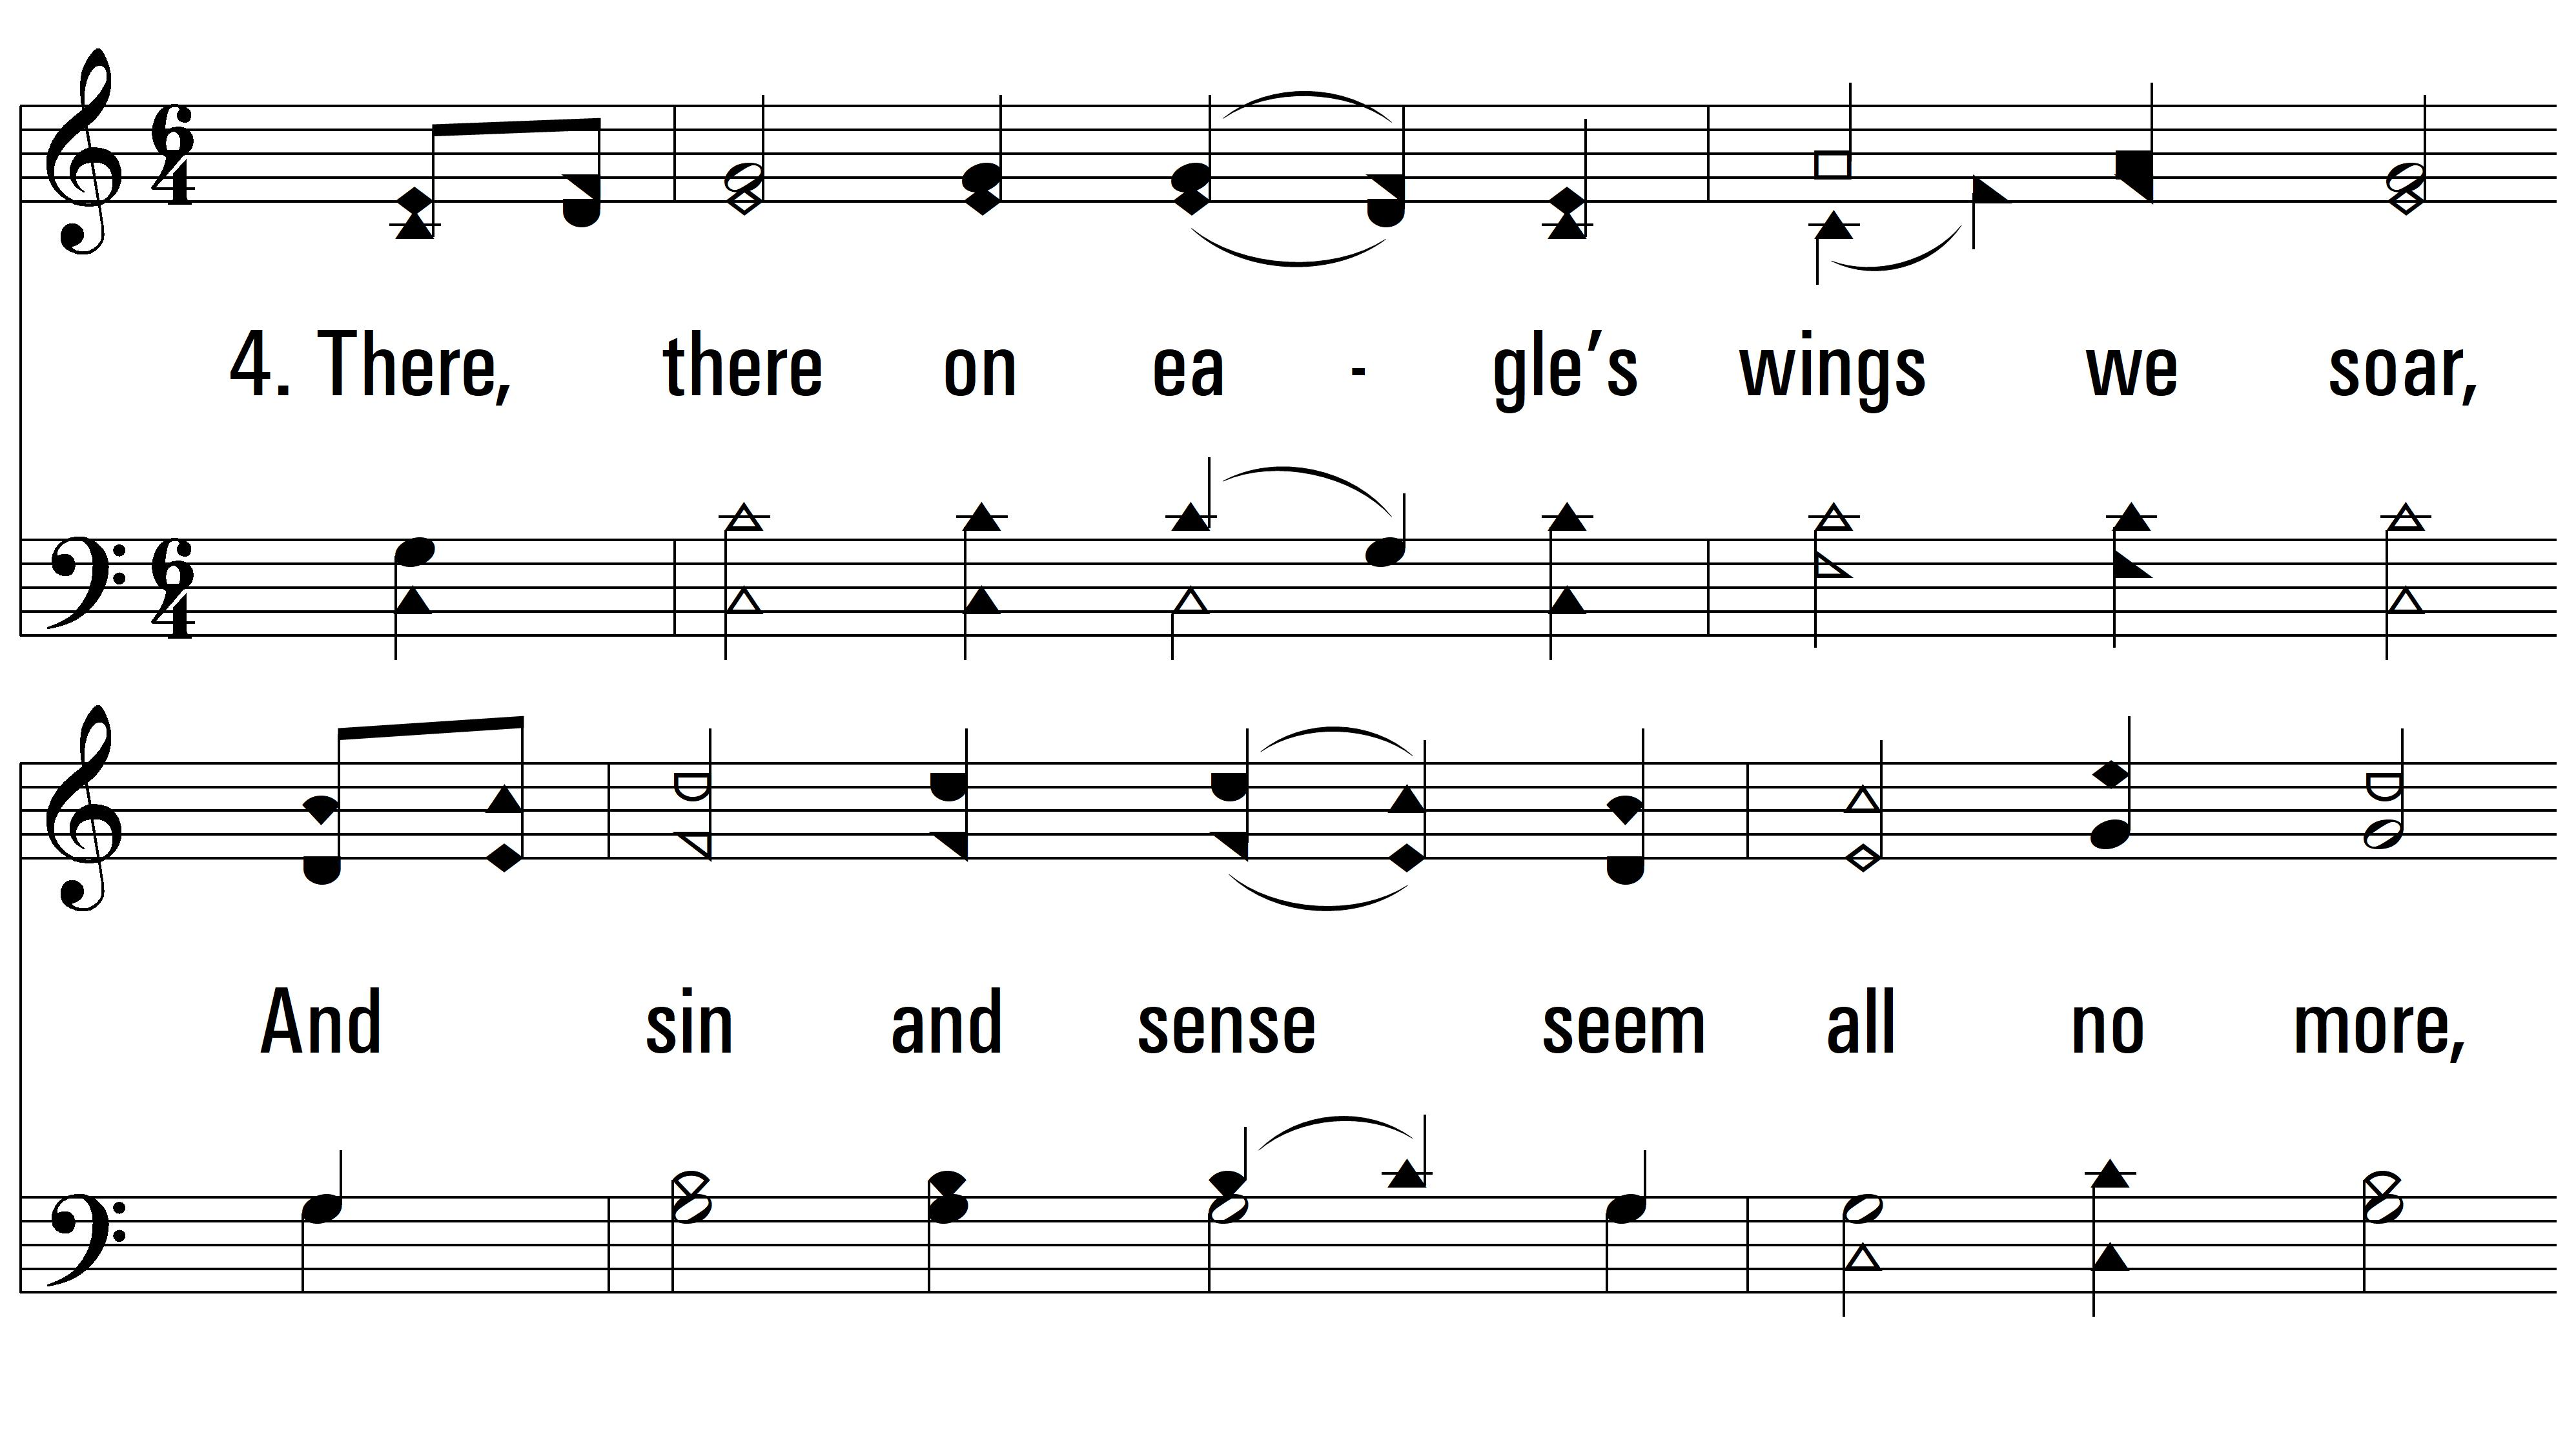 4. There, there on ea - gle’s wings we soar,
And sin and sense seem all no more,